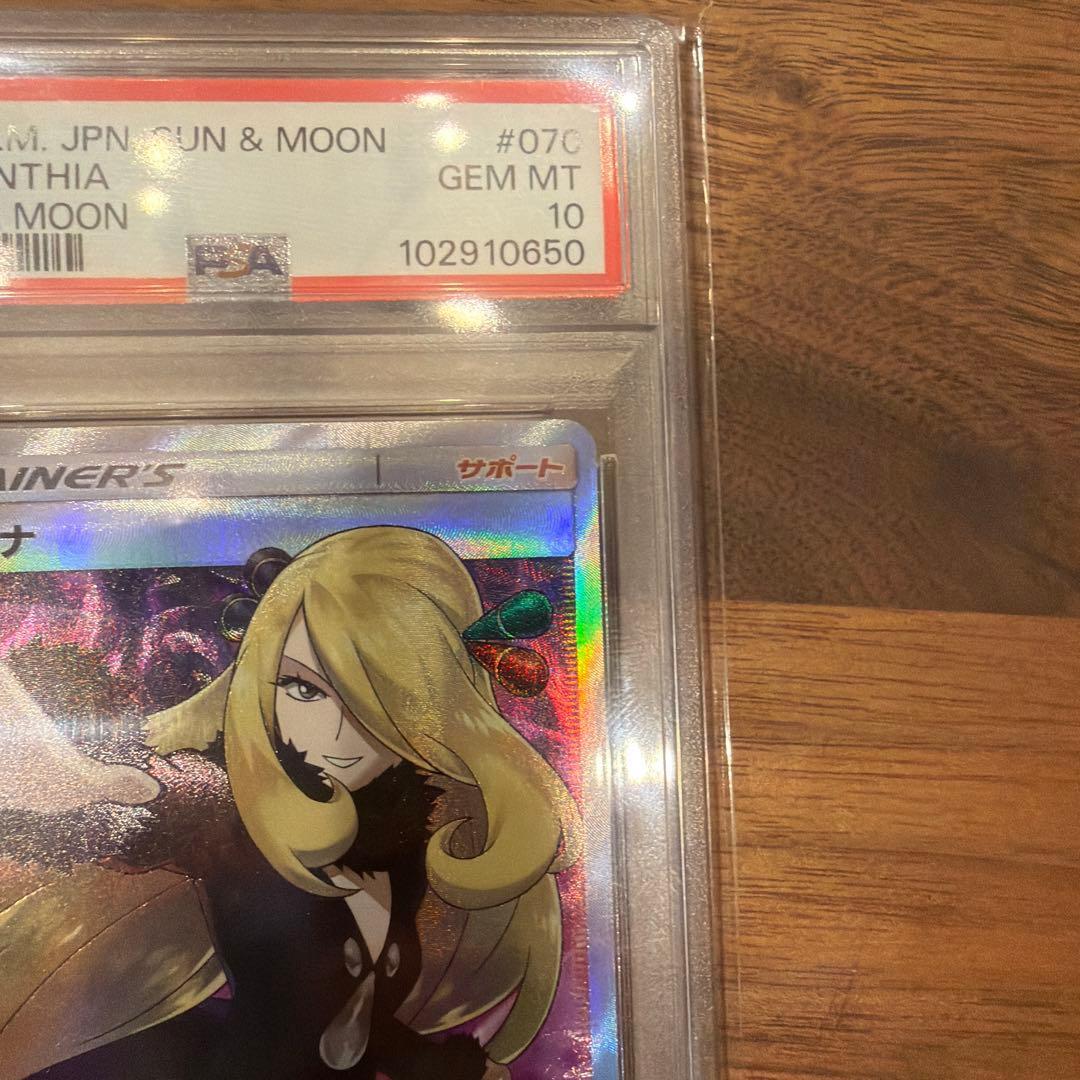 .M. JPN. SUN & MOON #070
NTHIA GEM MT
MOON 10
PSA 102910650
AINER'S サポート
ナ